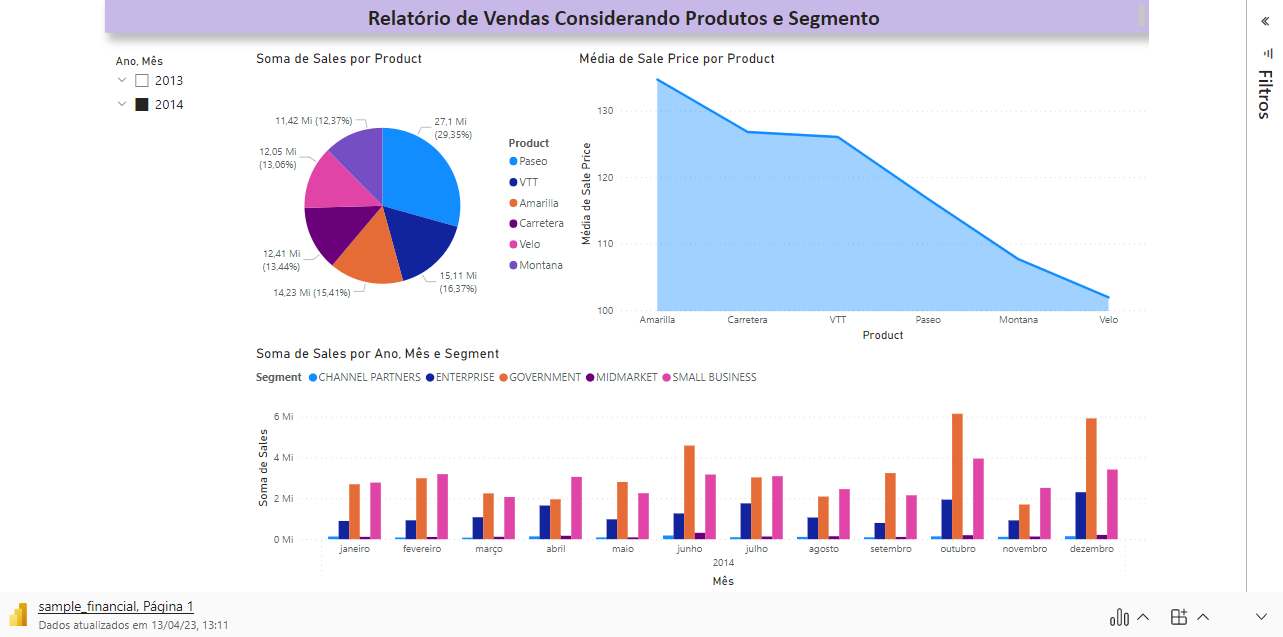 Relatório de Vendas Considerando Produtos e Segmento
Filtros
Ano, Mês
2013
2014
Soma de Sales por Product
11,42 Mi (12,37%)
27,1 Mi
(29,35%)
12,05 Mi
(13,06%)
12,41 Mi
(13,44%)
15,11 Mi
(16,37%)
14,23 Mi (15,41%)
Product
Paseo
VTT
Amarilla
Carretera
Velo
Montana
Média de Sale Price por Product
Média de Sale Price
130
120
110
100
Amarilla Carretera VTT Paseo Montana Velo
Product
Soma de Sales por Ano, Mês e Segment
Segment CHANNEL PARTNERS ENTERPRISE GOVERNMENT MIDMARKET SMALL BUSINESS
Soma de Sales
6 Mi
4 Mi
2 Mi
0 Mi
janeiro fevereiro março abril maio junho julho agosto setembro outubro novembro dezembro
2014
Mês
sample_financial, Página 1
Dados atualizados em 13/04/23, 13:11